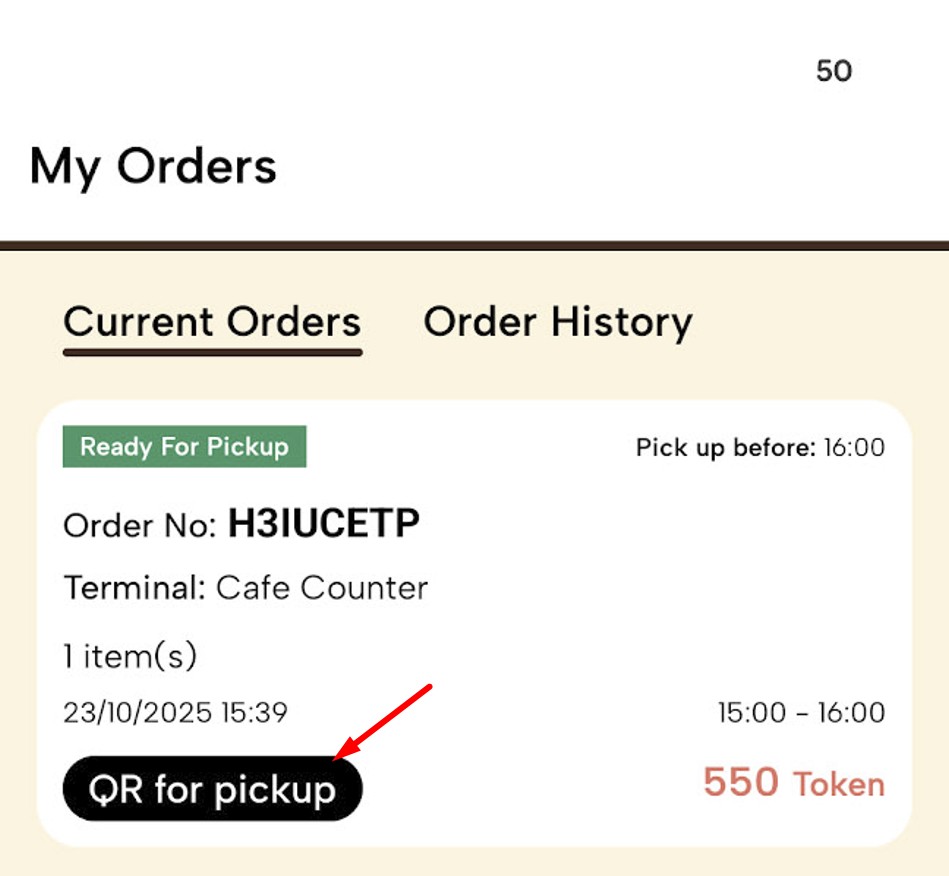 50
My Orders
Current Orders Order History
Ready For Pickup Pick up before: 16:00
Order No: H3IUCETP
Terminal: Cafe Counter
1 item(s)
23/10/2025 15:39 15:00 - 16:00
QR for pickup 550 Token